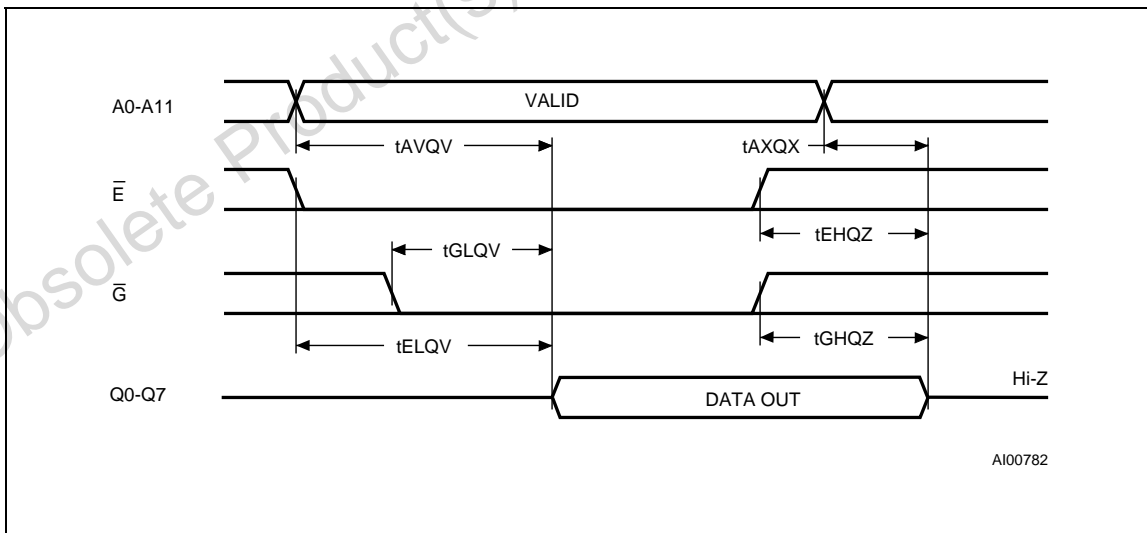 Obsolete Product(s)
A0-A11
VALID
tAVQV
tAXQX
E̅
tEHQZ
tGLQV
G̅
tGHQZ
tELQV
Hi-Z
Q0-Q7
DATA OUT
AI00782